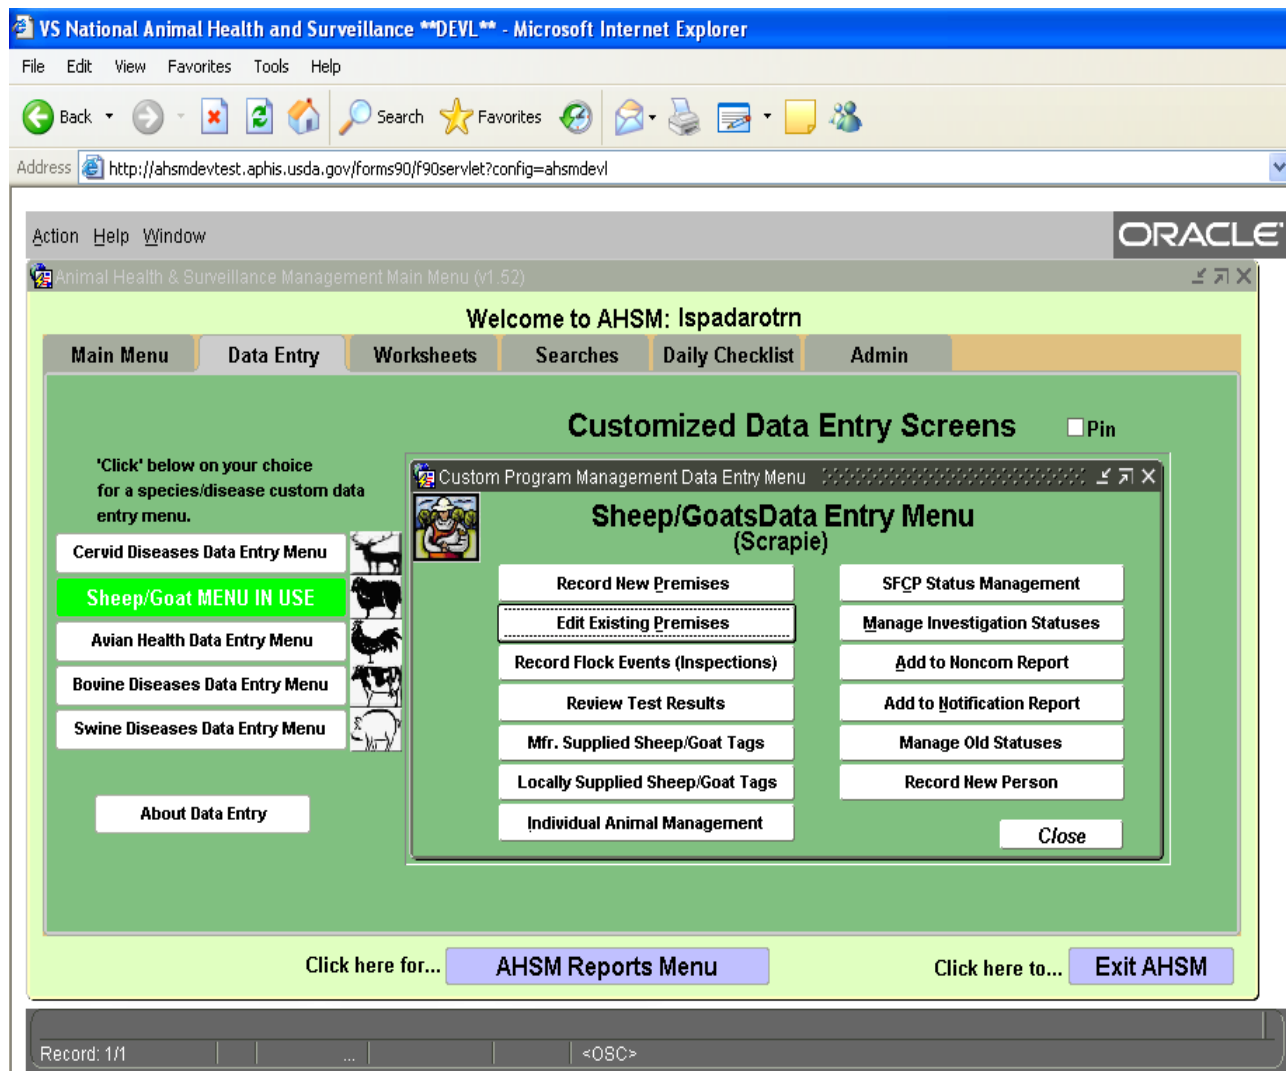 VS National Animal Health and Surveillance **DEVL** - Microsoft Internet Explorer
File Edit View Favorites Tools Help
Back Search Favorites
Address http://ahsmdevtest.aphis.usda.gov/forms90/f90servlet?config=ahsmdevl
Action Help Window ORACLE
Animal Health & Surveillance Management Main Menu (v1.52)
Welcome to AHSM: lspadarotrn
Main Menu Data Entry Worksheets Searches Daily Checklist Admin
Customized Data Entry Screens Pin
'Click' below on your choice
for a species/disease custom data
entry menu.
Cervid Diseases Data Entry Menu
Sheep/Goat MENU IN USE
Avian Health Data Entry Menu
Bovine Diseases Data Entry Menu
Swine Diseases Data Entry Menu
About Data Entry
Custom Program Management Data Entry Menu
Sheep/GoatsData Entry Menu
(Scrapie)
Record New Premises
Edit Existing Premises
Record Flock Events (Inspections)
Review Test Results
Mfr. Supplied Sheep/Goat Tags
Locally Supplied Sheep/Goat Tags
Individual Animal Management
SFCP Status Management
Manage Investigation Statuses
Add to Noncom Report
Add to Notification Report
Manage Old Statuses
Record New Person
Close
Click here for... AHSM Reports Menu Click here to... Exit AHSM
Record: 1/1 ... <OSC>